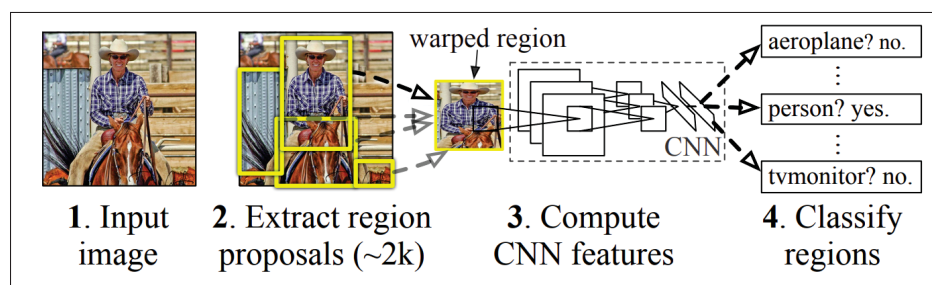 warped region
aeroplane? no.
person? yes.
CNN
tvmonitor? no.
1. Input
image
2. Extract region
proposals (~2k)
3. Compute
CNN features
4. Classify
regions